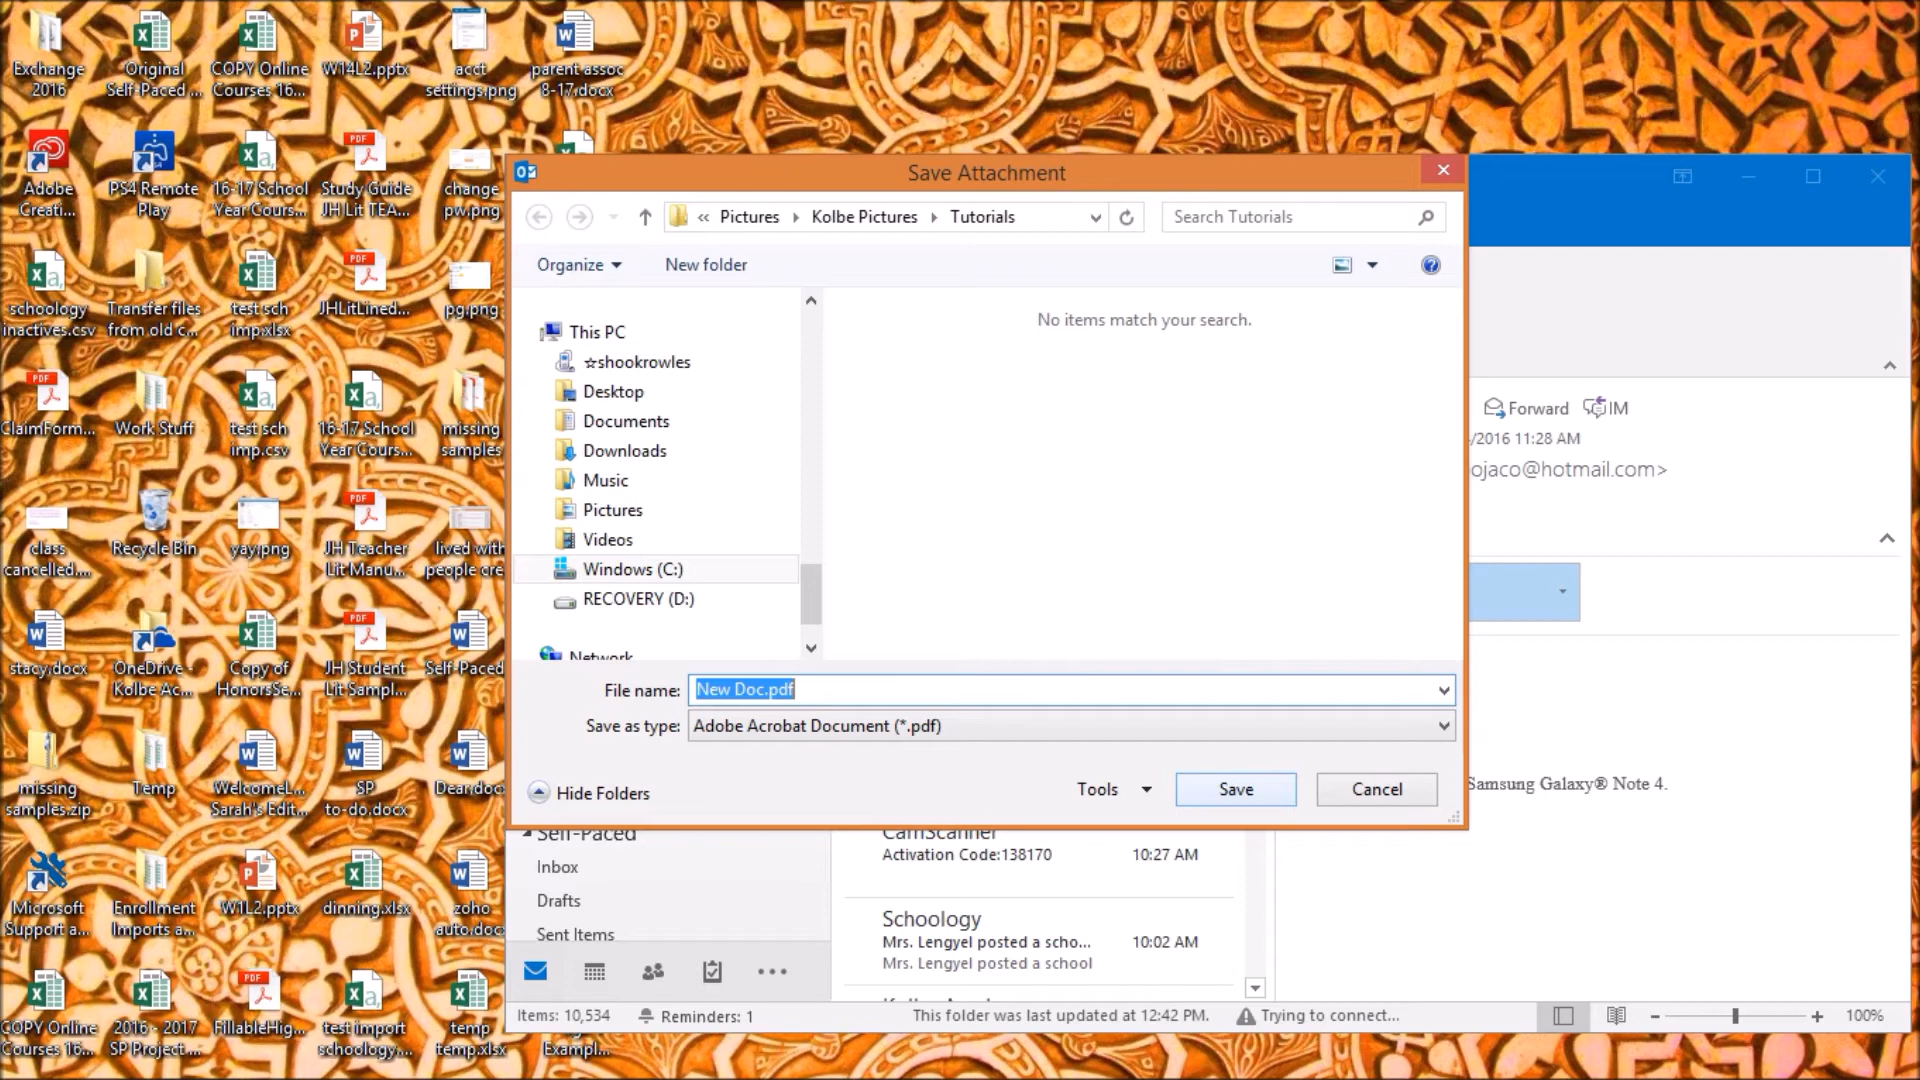 Exchange
2016
Original
Self-Paced ...
COPY Online
Courses 16...
W14L2.pptx
acct
settings.png
parent assoc
8-17.docx
Adobe
Creati...
PS4 Remote
Play
16-17 School
Year Cours...
Study Guide
JH Lit TEA...
change
pw.png
schoology
inactives.csv
Transfer files
from old c...
test sch
imp.xlsx
JHLitLined...
pg.png
ClaimForm...
Work Stuff
test sch
imp.csv
16-17 School
Year Cours...
missing
samples
class
cancelled....
Recycle Bin
yay.png
JH Teacher
Lit Manu...
lived with
people cre
stacy.docx
OneDrive -
Kolbe Ac...
Copy of
HonorsSe...
JH Student
Lit Sampl...
Self-Paced
missing
samples.zip
Temp
WelcomeL...
Sarah's Edit...
SP
to-do.docx
Dear.doc
Microsoft
Support a...
Enrollment
Imports a...
W1L2.pptx
dinning.xlsx
zoho
auto.docx
COPY Online
Courses 16...
2016 - 2017
SP Project ...
FillableHig...
test import
schoology,...
temp
temp.xlsx
Exampl...
Save Attachment
« Pictures Kolbe Pictures Tutorials
Search Tutorials
Organize
New folder
No items match your search.
This PC
☆shookrowles
Desktop
Documents
Downloads
Music
Pictures
Videos
Windows (C:)
RECOVERY (D:)
Network
File name: New Doc.pdf
Save as type: Adobe Acrobat Document (*.pdf)
Hide Folders
Tools
Save
Cancel
Forward IM
/2016 11:28 AM
ojaco@hotmail.com>
Samsung Galaxy® Note 4.
Self-Paced
Inbox
Drafts
Sent Items
CamScanner
Activation Code:138170 10:27 AM
Schoology
Mrs. Lengyel posted a scho... 10:02 AM
Mrs. Lengyel posted a school
Items: 10,534
Reminders: 1
This folder was last updated at 12:42 PM.
Trying to connect...
100%